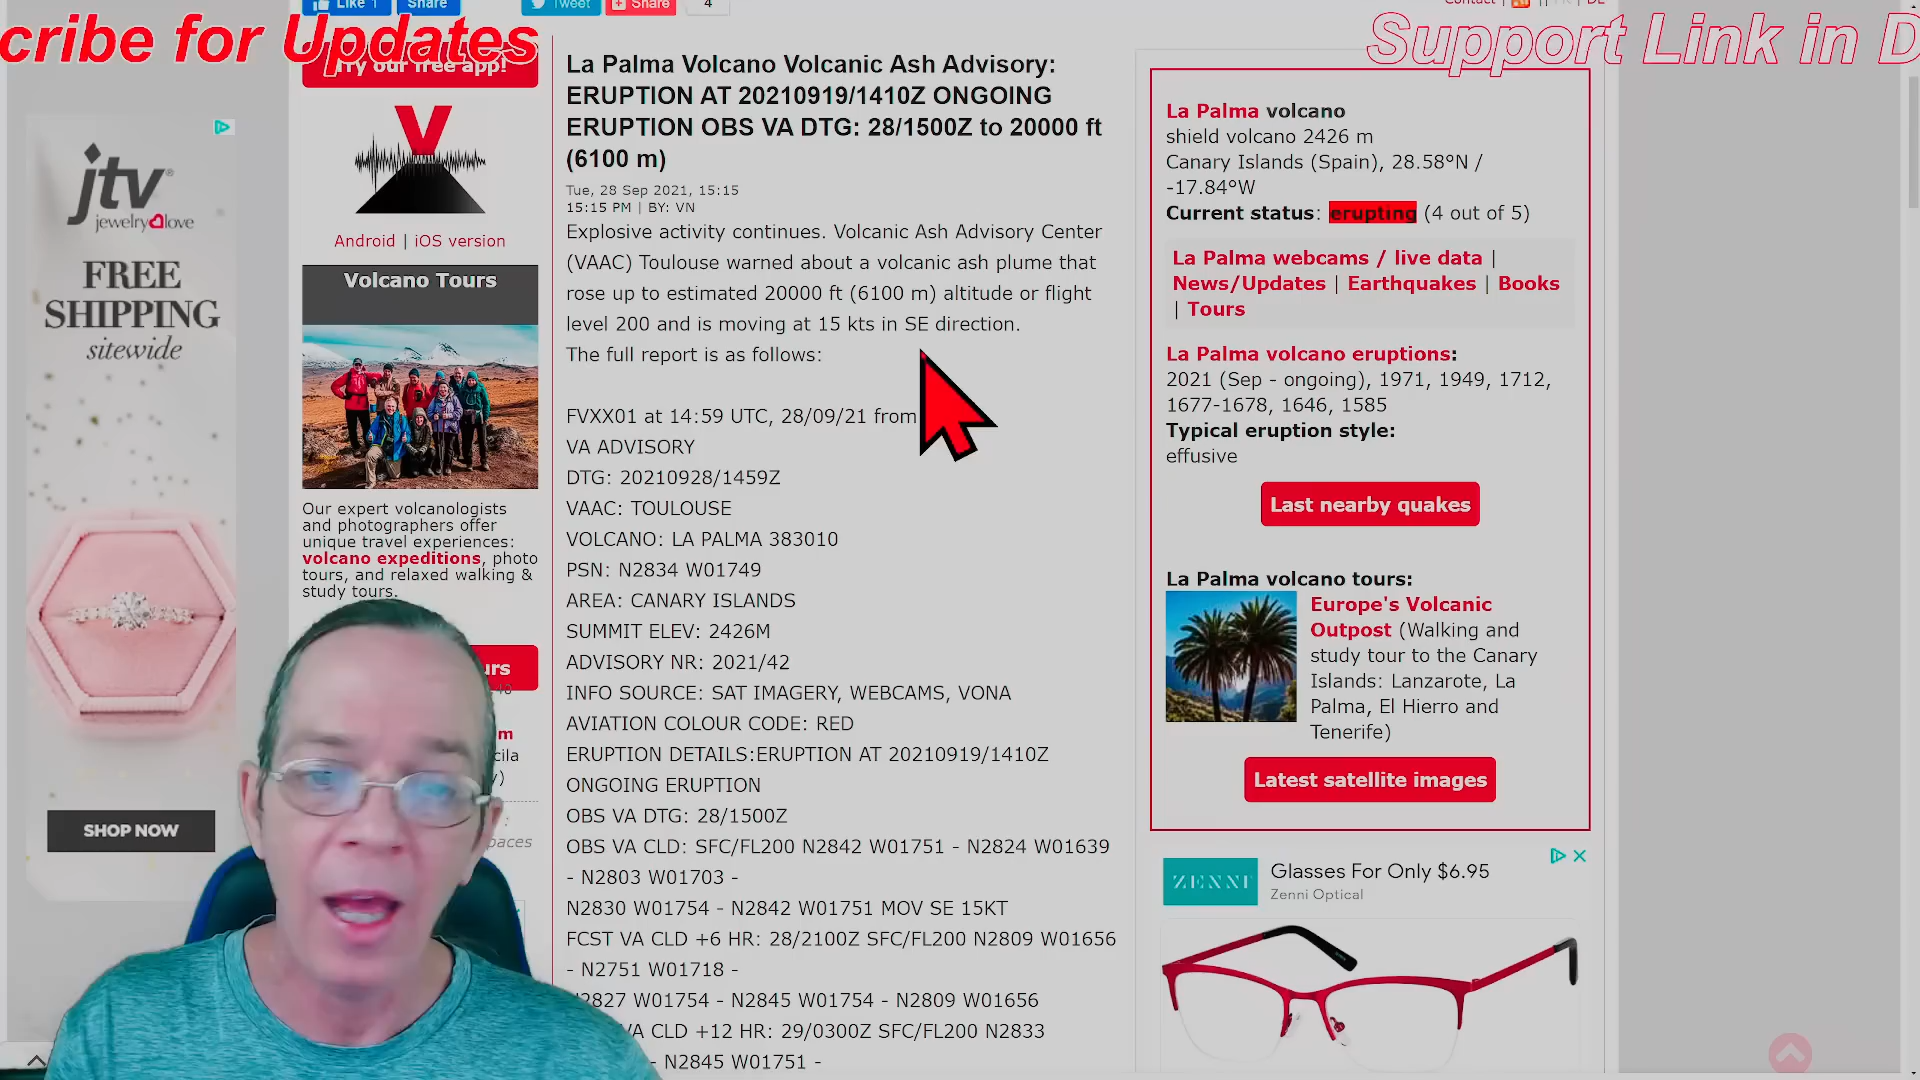 Like 1
Share
Tweet
Share
4
Contact
DE
cribe for Updates
Support Link in D
Try our free app!
jtv
jewelry love
FREE
SHIPPING
sitewide
SHOP NOW
Android | iOS version
Volcano Tours
Our expert volcanologists
and photographers offer
unique travel experiences:
volcano expeditions, photo
tours, and relaxed walking &
study tours.
urs
m
cila
y)
paces
La Palma Volcano Volcanic Ash Advisory:
ERUPTION AT 20210919/1410Z ONGOING
ERUPTION OBS VA DTG: 28/1500Z to 20000 ft
(6100 m)
Tue, 28 Sep 2021, 15:15
15:15 PM | BY: VN
Explosive activity continues. Volcanic Ash Advisory Center
(VAAC) Toulouse warned about a volcanic ash plume that
rose up to estimated 20000 ft (6100 m) altitude or flight
level 200 and is moving at 15 kts in SE direction.
The full report is as follows:
FVXX01 at 14:59 UTC, 28/09/21 from
VA ADVISORY
DTG: 20210928/1459Z
VAAC: TOULOUSE
VOLCANO: LA PALMA 383010
PSN: N2834 W01749
AREA: CANARY ISLANDS
SUMMIT ELEV: 2426M
ADVISORY NR: 2021/42
INFO SOURCE: SAT IMAGERY, WEBCAMS, VONA
AVIATION COLOUR CODE: RED
ERUPTION DETAILS:ERUPTION AT 20210919/1410Z
ONGOING ERUPTION
OBS VA DTG: 28/1500Z
OBS VA CLD: SFC/FL200 N2842 W01751 - N2824 W01639
- N2803 W01703 -
N2830 W01754 - N2842 W01751 MOV SE 15KT
FCST VA CLD +6 HR: 28/2100Z SFC/FL200 N2809 W01656
- N2751 W01718 -
N2827 W01754 - N2845 W01754 - N2809 W01656
VA CLD +12 HR: 29/0300Z SFC/FL200 N2833
- N2845 W01751 -
La Palma volcano
shield volcano 2426 m
Canary Islands (Spain), 28.58°N /
-17.84°W
Current status: erupting (4 out of 5)
La Palma webcams / live data |
News/Updates | Earthquakes | Books
| Tours
La Palma volcano eruptions:
2021 (Sep - ongoing), 1971, 1949, 1712,
1677-1678, 1646, 1585
Typical eruption style:
effusive
Last nearby quakes
La Palma volcano tours:
Europe's Volcanic
Outpost (Walking and
study tour to the Canary
Islands: Lanzarote, La
Palma, El Hierro and
Tenerife)
Latest satellite images
ZENNI
Glasses For Only $6.95
Zenni Optical